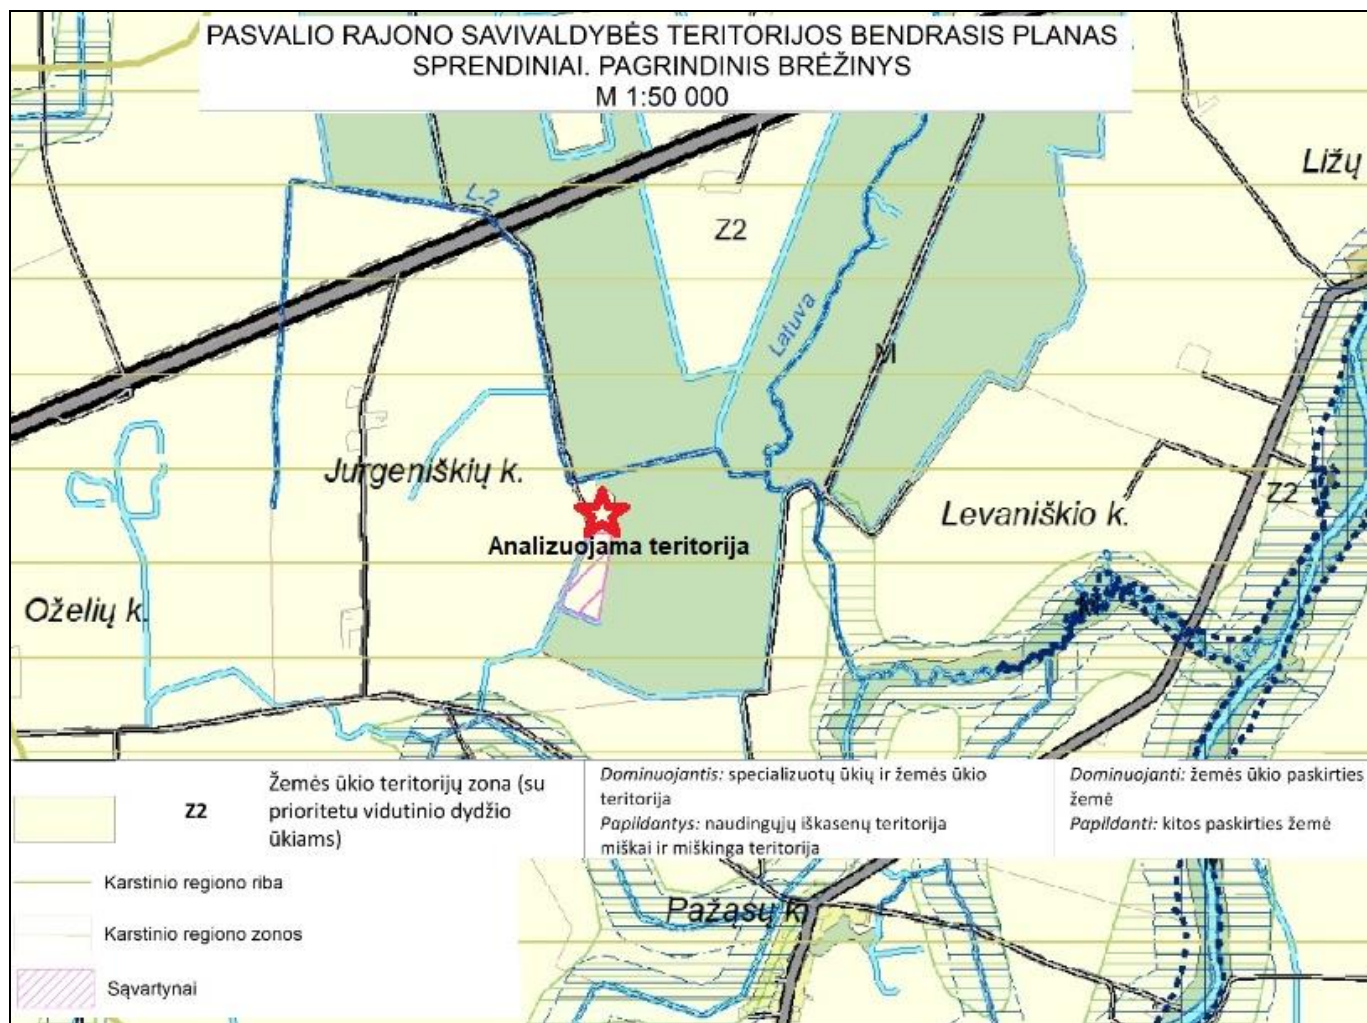 PASVALIO RAJONO SAVIVALDYBĖS TERITORIJOS BENDRASIS PLANAS
SPRENDINIAI. PAGRINDINIS BRĖŽINYS
M 1:50 000
Ližų
L-2
Z2
Latuva
M
Jurgeniškių k.
Z2
Levaniškio k.
Analizuojama teritorija
Oželių k.
Z2
Žemės ūkio teritorijų zona (su
prioritetu vidutinio dydžio
ūkiams)
Dominuojantis: specializuotų ūkių ir žemės ūkio
teritorija
Papildantys: naudingųjų iškasenų teritorija
miškai ir miškinga teritorija
Dominuojanti: žemės ūkio paskirties
žemė
Papildanti: kitos paskirties žemė
Karstinio regiono riba
Karstinio regiono zonos
Sąvartynai
Pažąsų k.